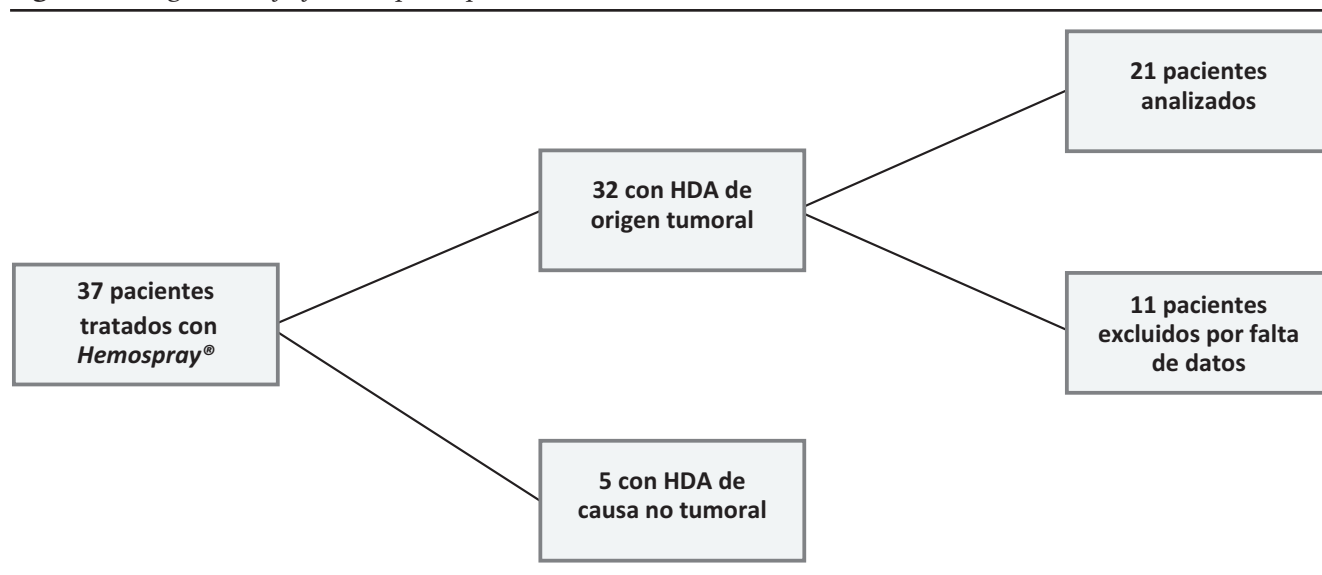 37 pacientes
tratados con
Hemospray®
32 con HDA de
origen tumoral
5 con HDA de
causa no tumoral
21 pacientes
analizados
11 pacientes
excluidos por falta
de datos